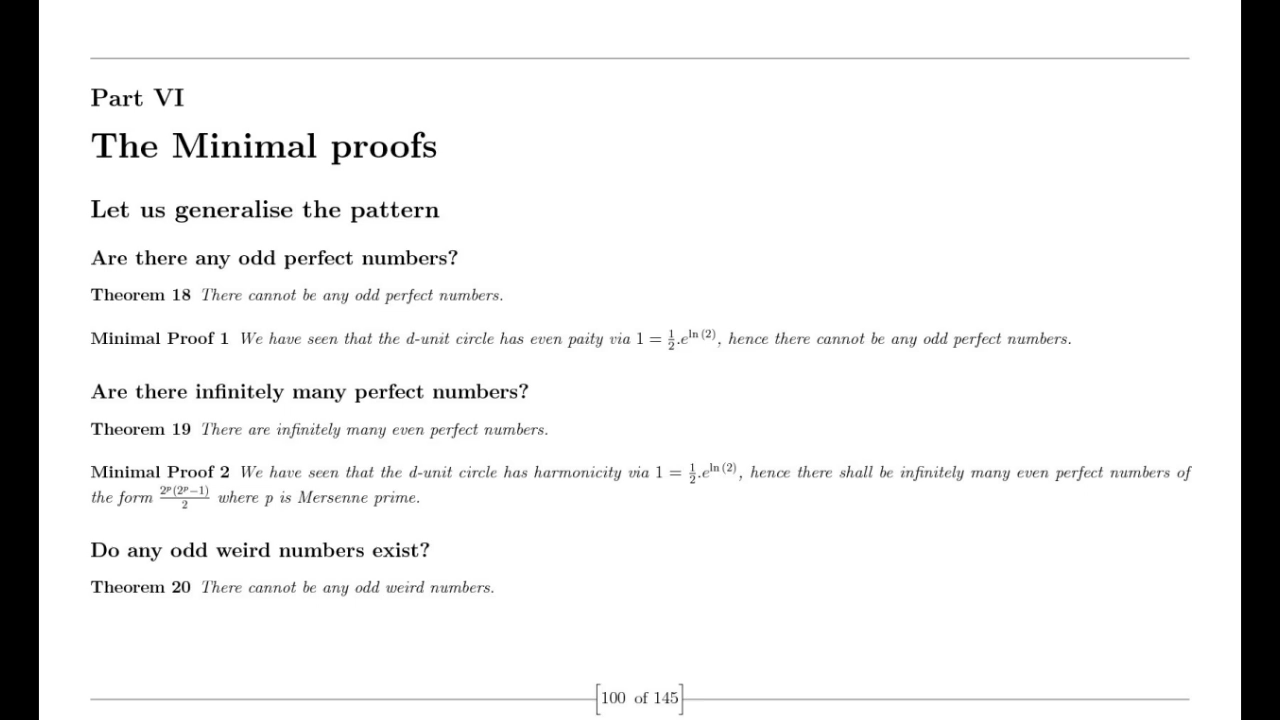 Part VI
The Minimal proofs
Let us generalise the pattern
Are there any odd perfect numbers?
Theorem 18 There cannot be any odd perfect numbers.
Minimal Proof 1 We have seen that the d-unit circle has even paity via 1 = \frac{1}{2}.e^{ln (2)}, hence there cannot be any odd perfect numbers.
Are there infinitely many perfect numbers?
Theorem 19 There are infinitely many even perfect numbers.
Minimal Proof 2 We have seen that the d-unit circle has harmonicity via 1 = \frac{1}{2}.e^{ln (2)}, hence there shall be infinitely many even perfect numbers of
the form \frac{2^p(2^p-1)}{2} where p is Mersenne prime.
Do any odd weird numbers exist?
Theorem 20 There cannot be any odd weird numbers.
[100 of 145]